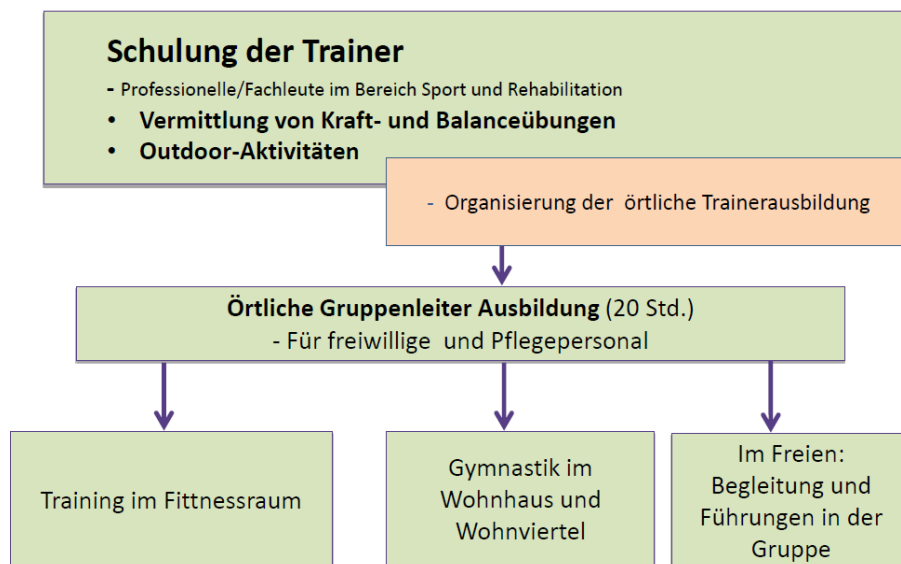 Schulung der Trainer
- Professionelle/Fachleute im Bereich Sport und Rehabilitation
• Vermittlung von Kraft- und Balanceübungen
• Outdoor-Aktivitäten
- Organisierung der örtliche Trainerausbildung
Örtliche Gruppenleiter Ausbildung (20 Std.)
- Für freiwillige und Pflegepersonal
Training im Fittnessraum
Gymnastik im
Wohnhaus und
Wohnviertel
Im Freien:
Begleitung und
Führungen in der
Gruppe